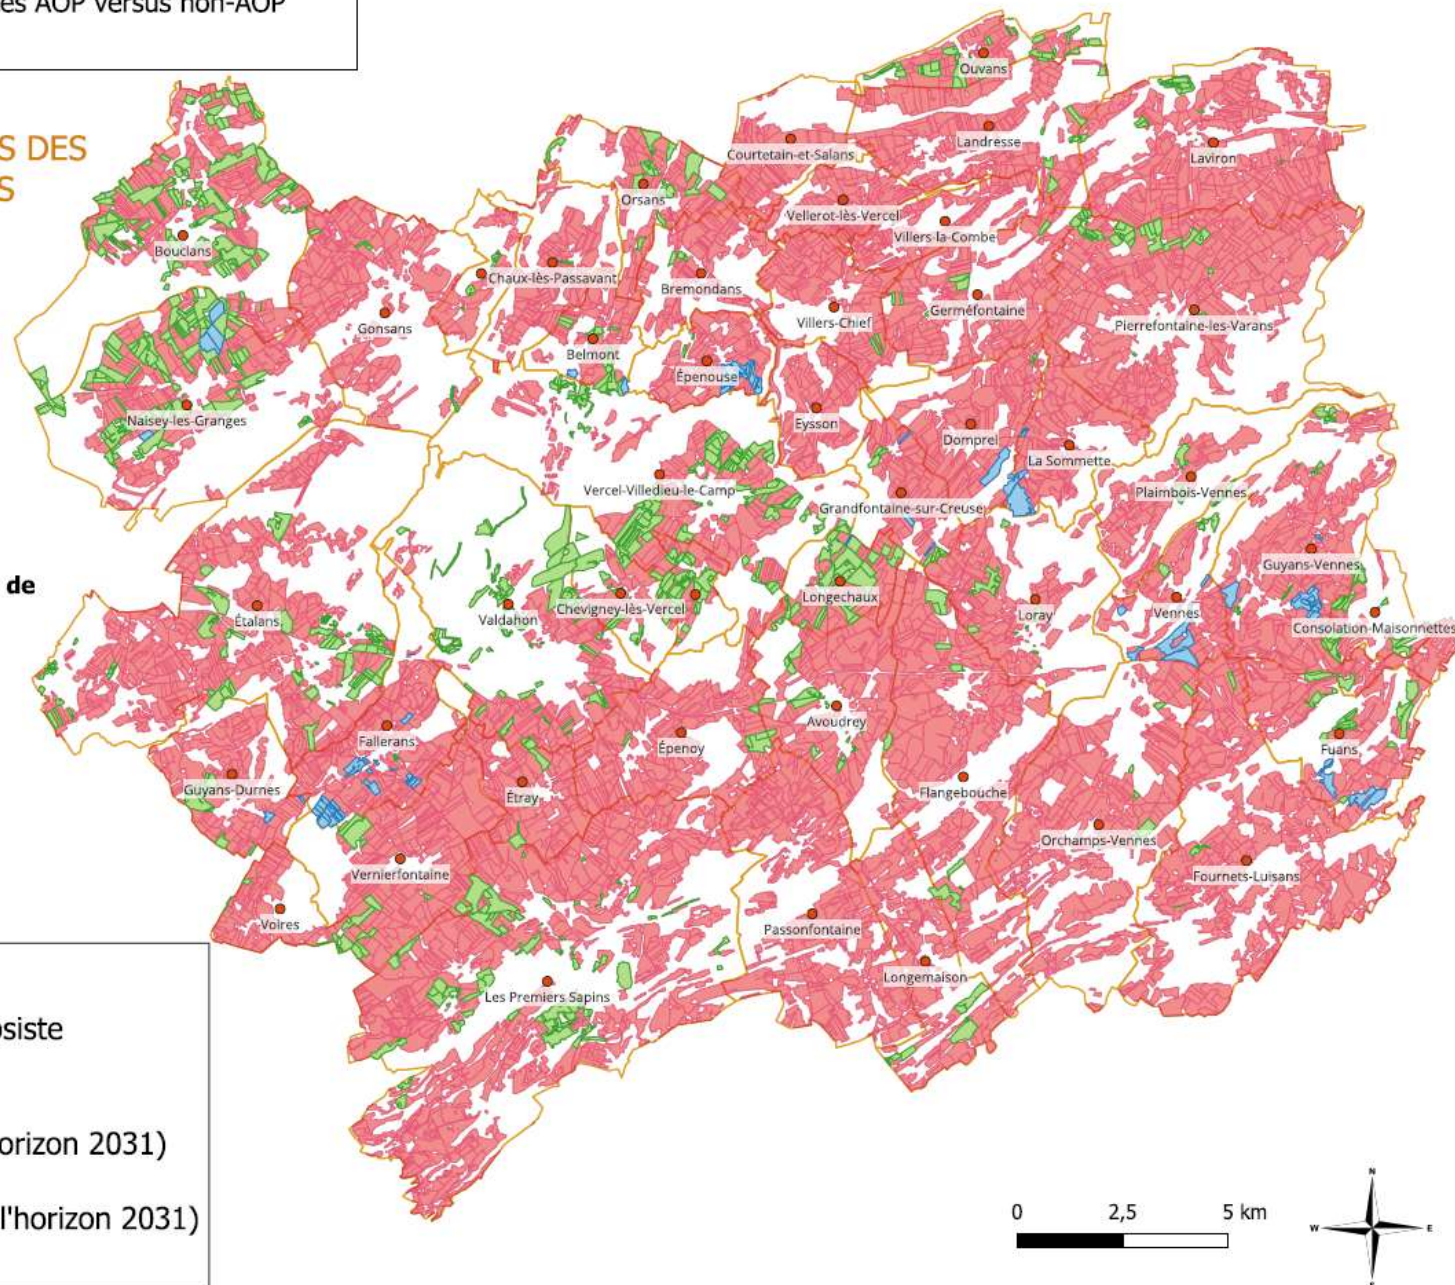 es AOP versus non-AOP
S DES
S
Ouvans
Courtetain-et-Salans
Landresse
Laviron
Orsans
Vellerot-lès-Vercel
Villers-la-Combe
Bouclans
Chaux-lès-Passavant
Bremondans
Gonsans
Villers-Chief
Germéfontaine
Pierrefontaine-les-Varans
Belmont
Épenouse
Naisey-les-Granges
Eysson
Domprel
La Sommette
Vercel-Villedieu-le-Camp
Plaimbois-Vennes
Grandfontaine-sur-Creuse
Guyans-Vennes
de
Étalans
Valdahon
Chevigney-lès-Vercel
Longechaux
Loray
Vennes
Consolation-Maisonnettes
Fallerans
Épenoy
Avoudrey
Fuans
Guyans-Durnes
Étray
Flangebouche
Orchamps-Vennes
Vernierfontaine
Fournets-Luisans
Voires
Passonfontaine
Longemaison
Les Premiers Sapins
osiste
orizon 2031)
l'horizon 2031)
0 2,5 5 km
N
W E
S